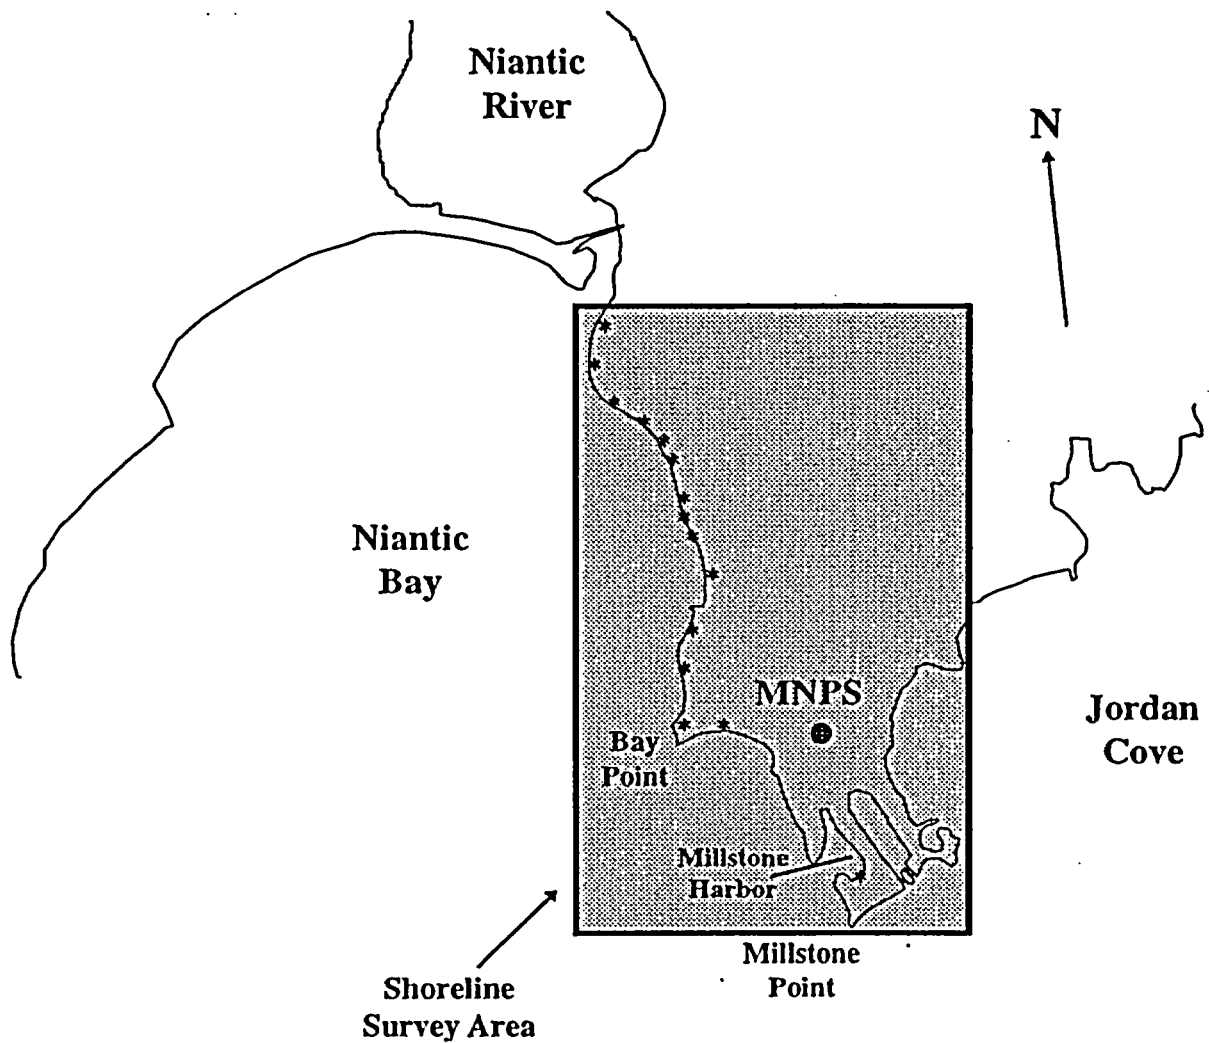 Niantic
River
N
Niantic
Bay
MNPS
Jordan
Cove
Bay
Point
Millstone
Harbor
Millstone
Point
Shoreline
Survey Area